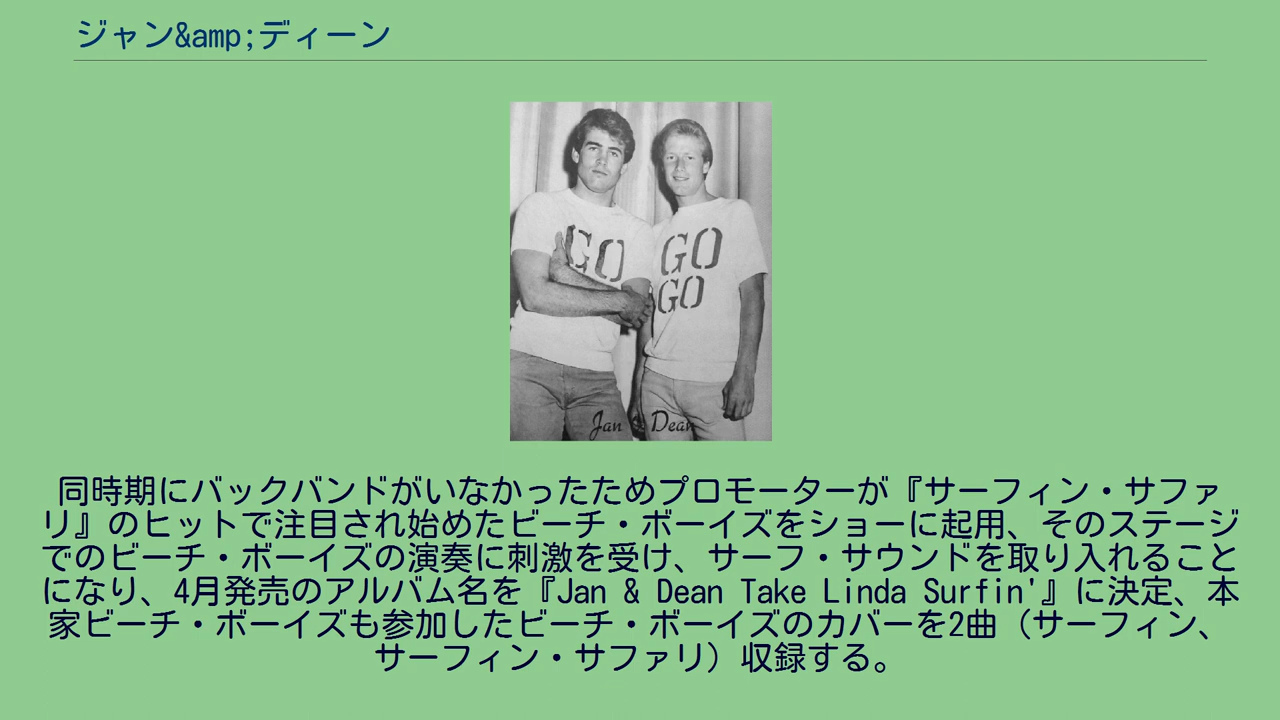 ジャン&amp;ディーン
GO
GO
GO
Jan & Dean
同時期にバックバンドがいなかったためプロモーターが『サーフィン・サファ
リ』のヒットで注目され始めたビーチ・ボーイズをショーに起用、そのステージ
でのビーチ・ボーイズの演奏に刺激を受け、サーフ・サウンドを取り入れること
になり、4月発売のアルバム名を『Jan & Dean Take Linda Surfin'』に決定、本
家ビーチ・ボーイズも参加したビーチ・ボーイズのカバーを2曲（サーフィン、
サーフィン・サファリ）収録する。